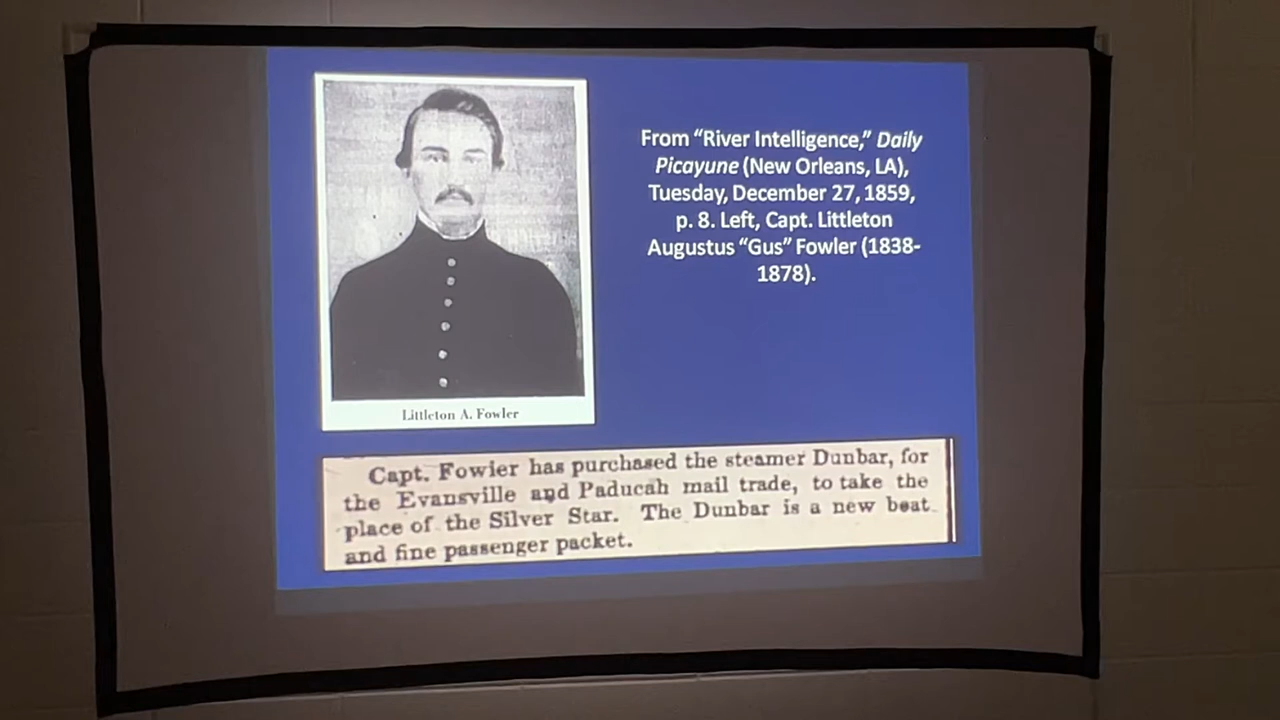 From “River Intelligence,” Daily
Picayune (New Orleans, LA),
Tuesday, December 27, 1859,
p. 8. Left, Capt. Littleton
Augustus “Gus” Fowler (1838-
1878).
Littleton A. Fowler
Capt. Fowler has purchased the steamer Dunbar, for
the Evansville and Paducah mail trade, to take the
place of the Silver Star. The Dunbar is a new boat
and fine passenger packet.